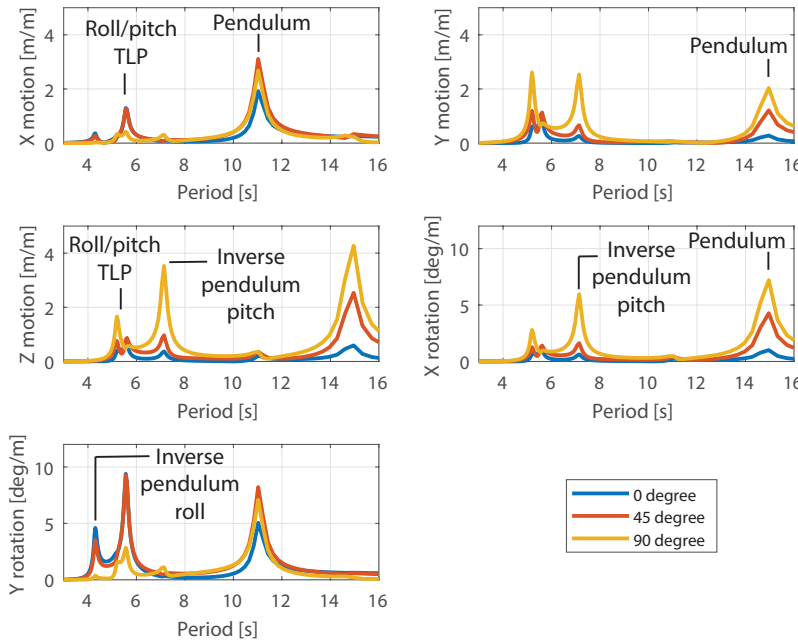 X motion [m/m]
4
2
0
Roll/pitch
TLP
Pendulum
4 6 8 10 12 14 16
Period [s]
Y motion [m/m]
4
2
0
Pendulum
4 6 8 10 12 14 16
Period [s]
Z motion [m/m]
4
2
0
Roll/pitch
TLP
Inverse
pendulum
pitch
4 6 8 10 12 14 16
Period [s]
X rotation [deg/m]
10
5
0
Inverse
pendulum
pitch
Pendulum
4 6 8 10 12 14 16
Period [s]
Y rotation [deg/m]
10
5
0
Inverse
pendulum
roll
4 6 8 10 12 14 16
Period [s]
0 degree
45 degree
90 degree